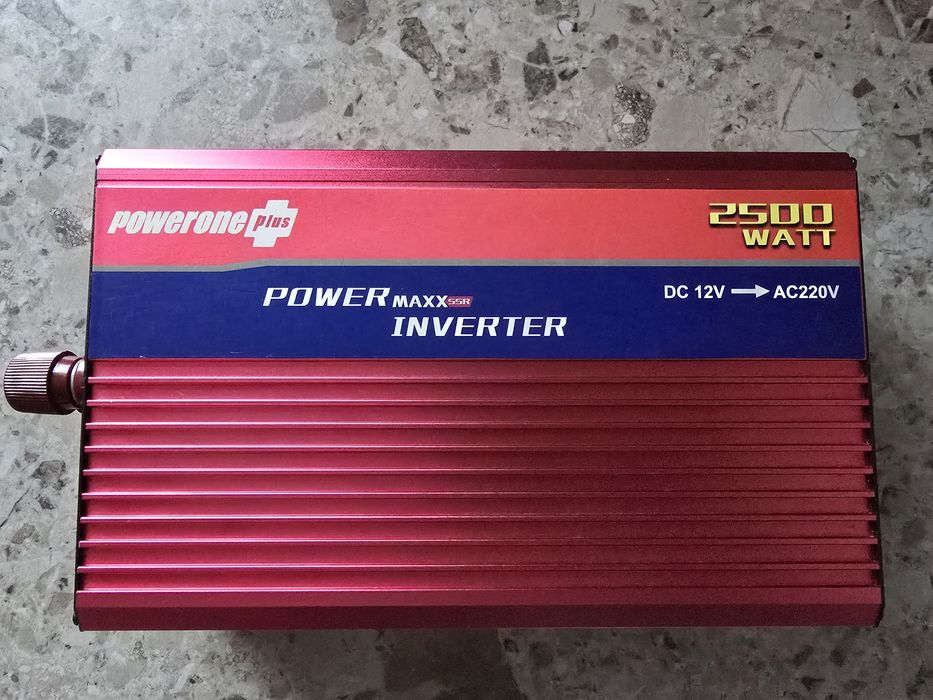 powerone plus
2500
WATT
POWER MAXX SSR
INVERTER
DC 12V → AC220V